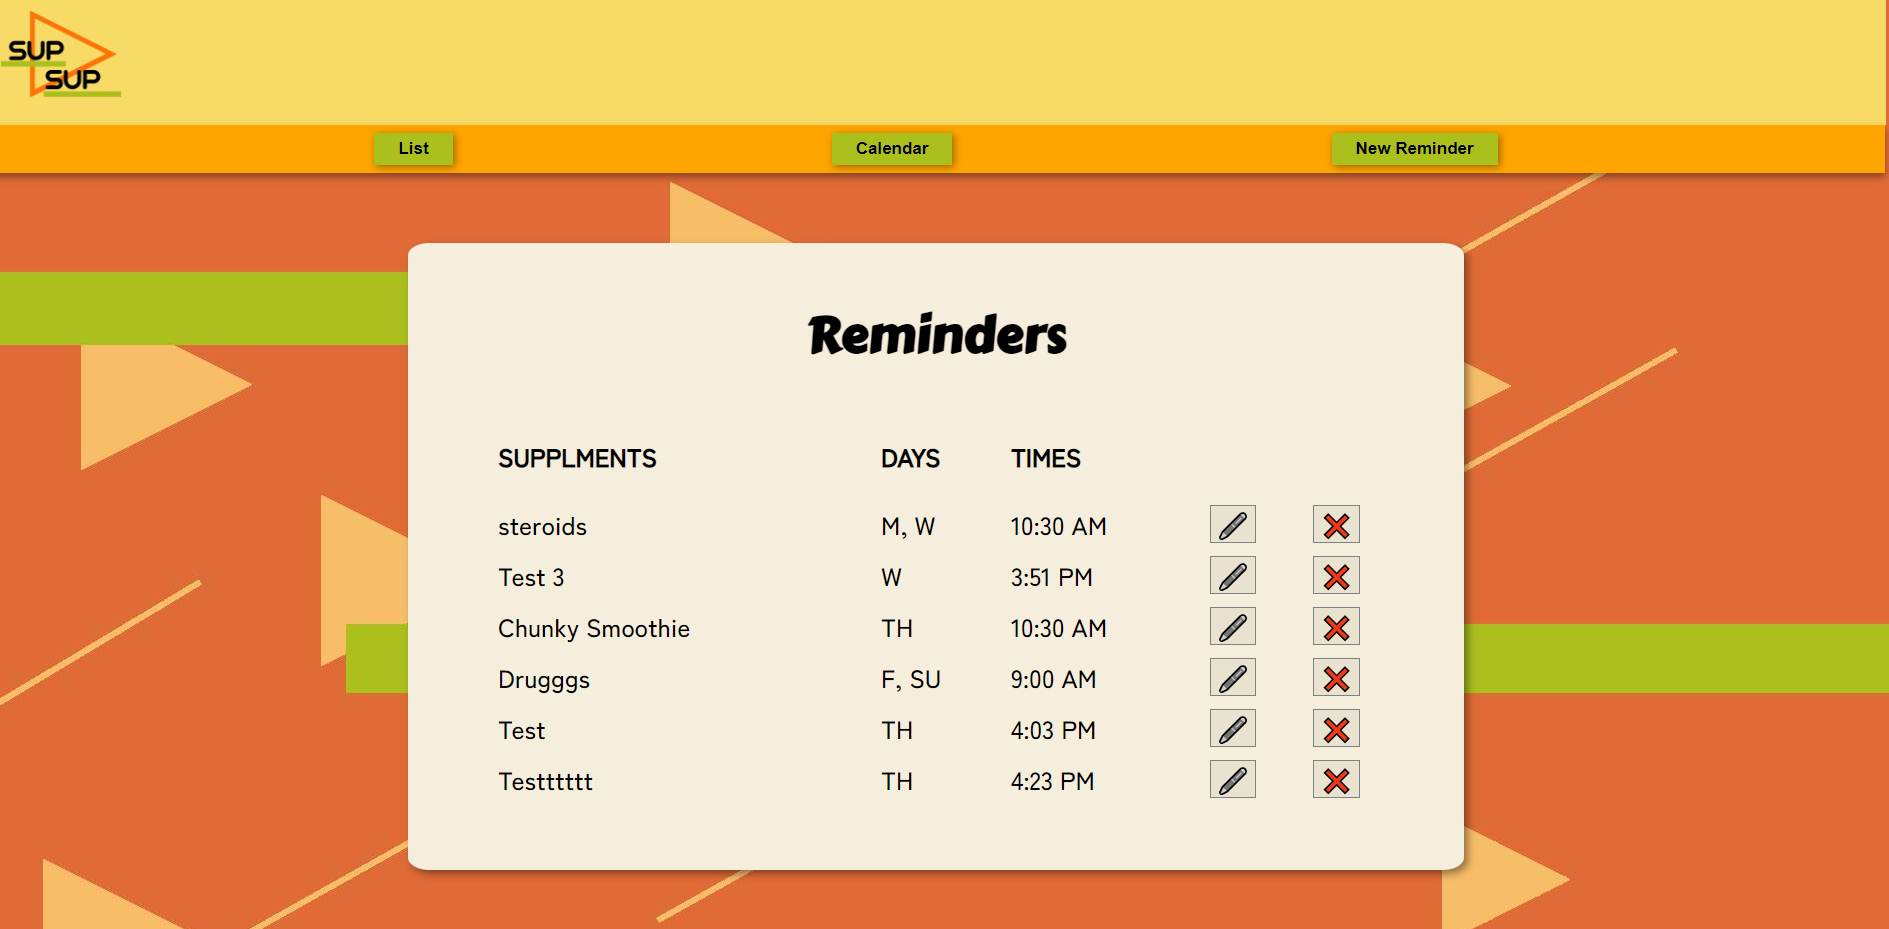 SUP
SUP
List Calendar New Reminder
Reminders
SUPPLMENTS DAYS TIMES
steroids M, W 10:30 AM
Test 3 W 3:51 PM
Chunky Smoothie TH 10:30 AM
Drugggs F, SU 9:00 AM
Test TH 4:03 PM
Testttttt TH 4:23 PM